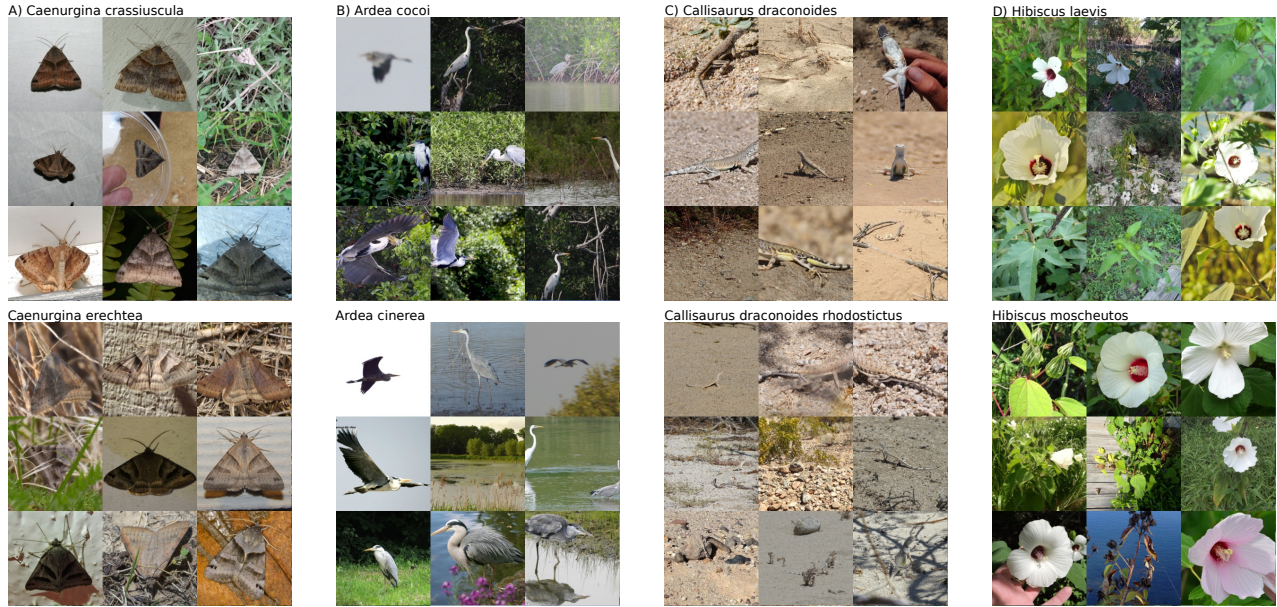 A) Caenurgina crassiuscula
B) Ardea cocoi
C) Callisaurus draconoides
D) Hibiscus laevis
Caenurgina erechtea
Ardea cinerea
Callisaurus draconoides rhodostictus
Hibiscus moscheutos